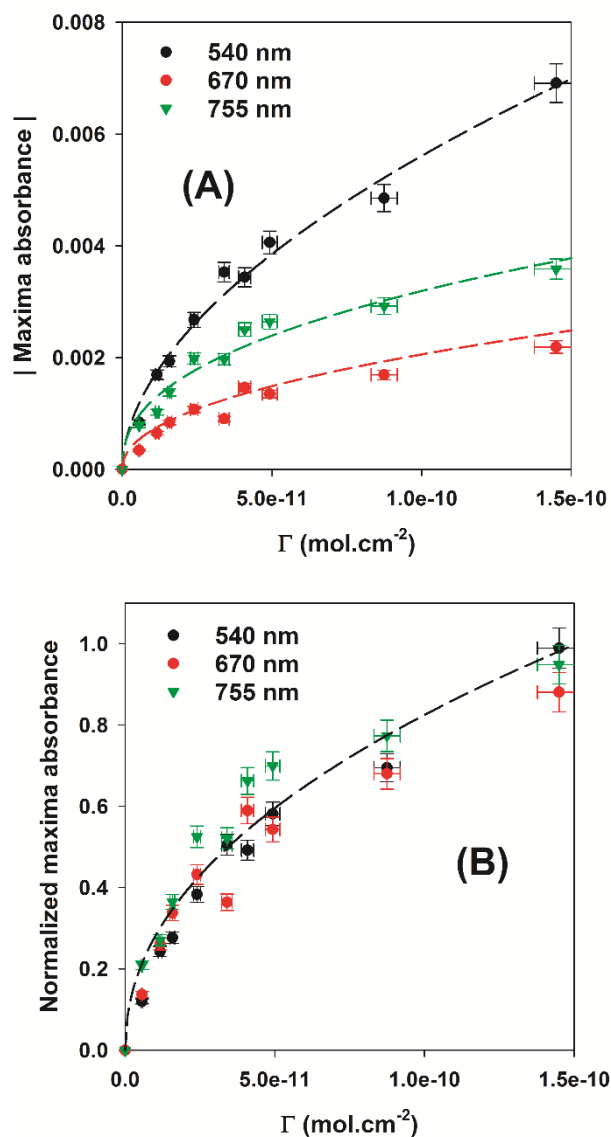 0.008
540 nm
670 nm
755 nm
0.006
(A)
| Maxima absorbance |
0.004
0.002
0.000
0.0 5.0e-11 1.0e-10 1.5e-10
Γ (mol.cm-2)
1.0
540 nm
670 nm
755 nm
0.8
Normalized maxima absorbance
0.6
(B)
0.4
0.2
0.0
0.0 5.0e-11 1.0e-10 1.5e-10
Γ (mol.cm-2)